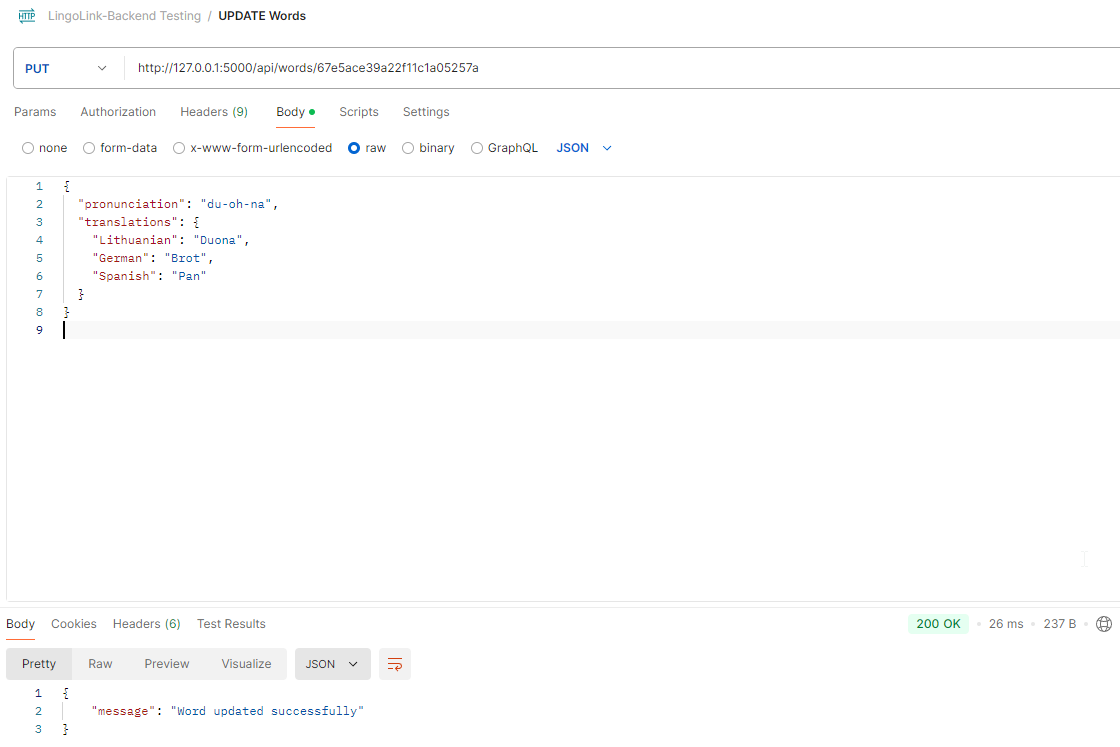 HTTP LingoLink-Backend Testing / UPDATE Words
PUT http://127.0.0.1:5000/api/words/67e5ace39a22f11c1a05257a
Params Authorization Headers (9) Body Scripts Settings
none form-data x-www-form-urlencoded raw binary GraphQL JSON
1 {
2 "pronunciation": "du-oh-na",
3 "translations": {
4 "Lithuanian": "Duona",
5 "German": "Brot",
6 "Spanish": "Pan"
7 }
8 }
9
Body Cookies Headers (6) Test Results 200 OK • 26 ms • 237 B •
Pretty Raw Preview Visualize JSON
1 {
2 "message": "Word updated successfully"
3 }